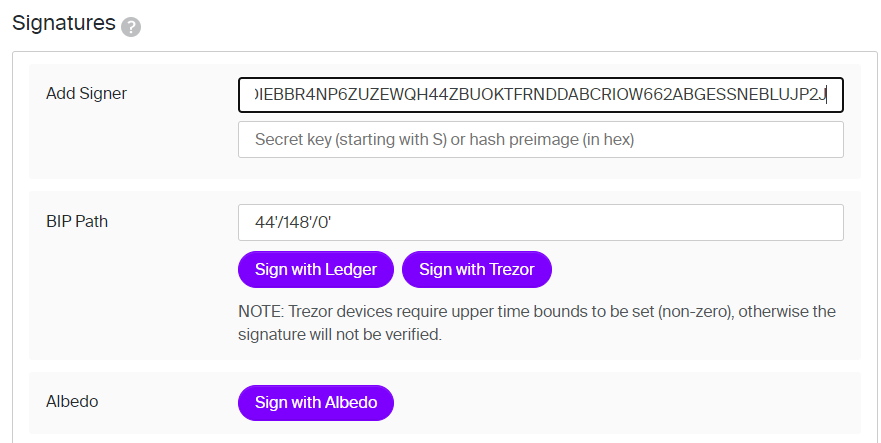 Signatures ?
Add Signer
IEBBR4NP6ZUZEWQH44ZBUOKTFRNDDABCRIOW662ABGESSNEBLUJP2J
Secret key (starting with S) or hash preimage (in hex)
BIP Path
44'/148'/0'
Sign with Ledger Sign with Trezor
NOTE: Trezor devices require upper time bounds to be set (non-zero), otherwise the
signature will not be verified.
Albedo
Sign with Albedo